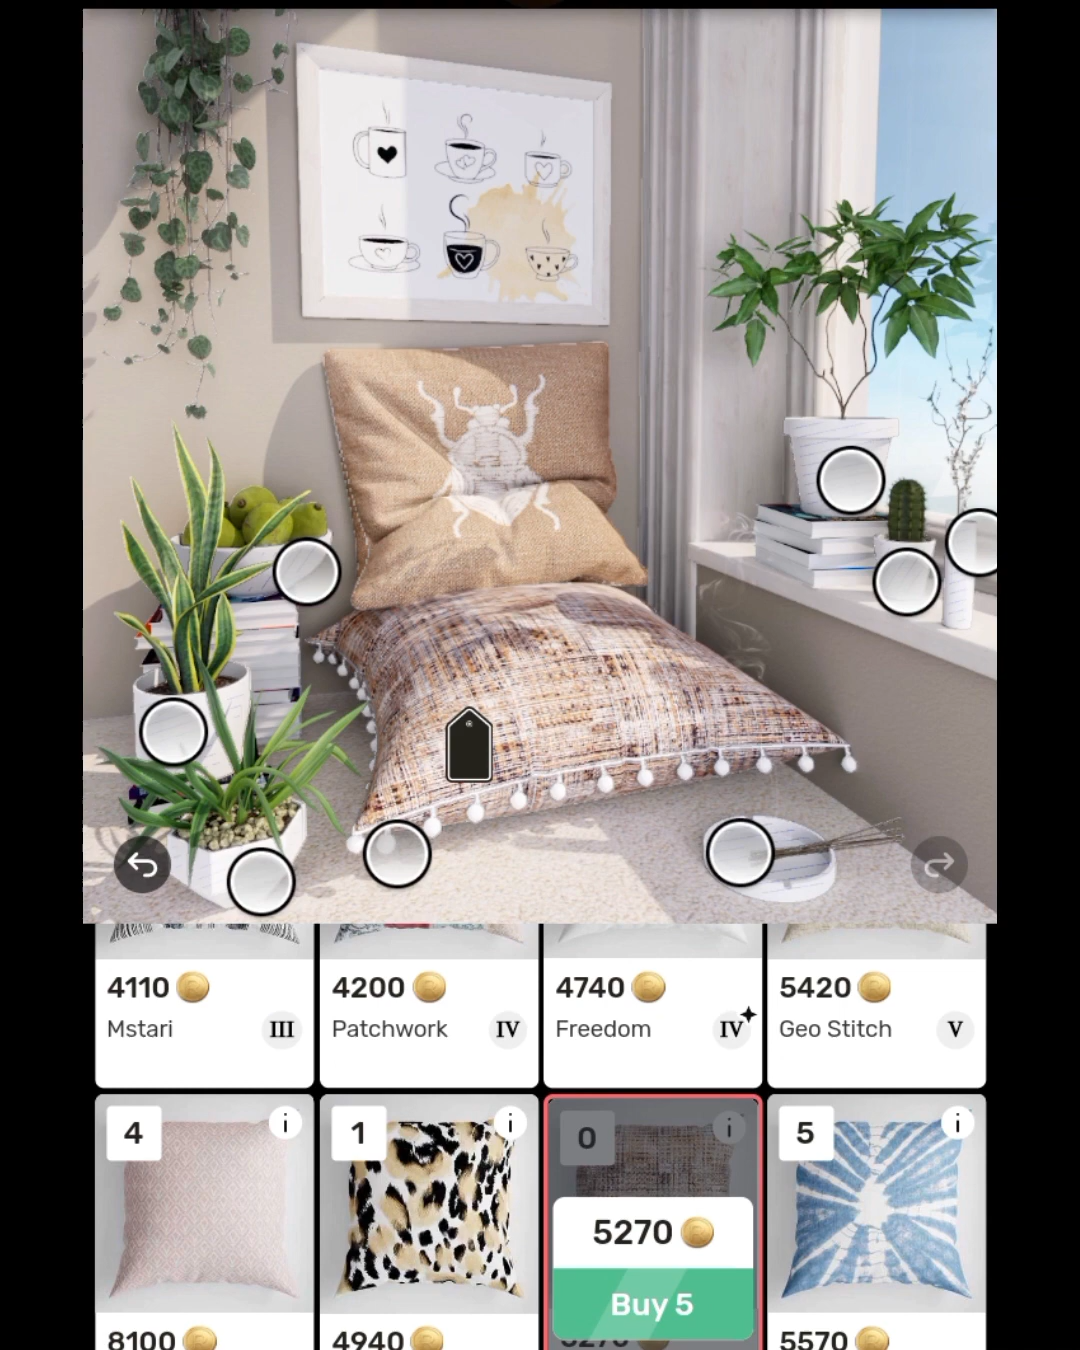 4110
4200
4740
5420
Mstari
III
Patchwork
IV
Freedom
IV
Geo Stitch
V
4
i
1
i
0
i
5
i
5270
Buy 5
8100
4940
5270
5570